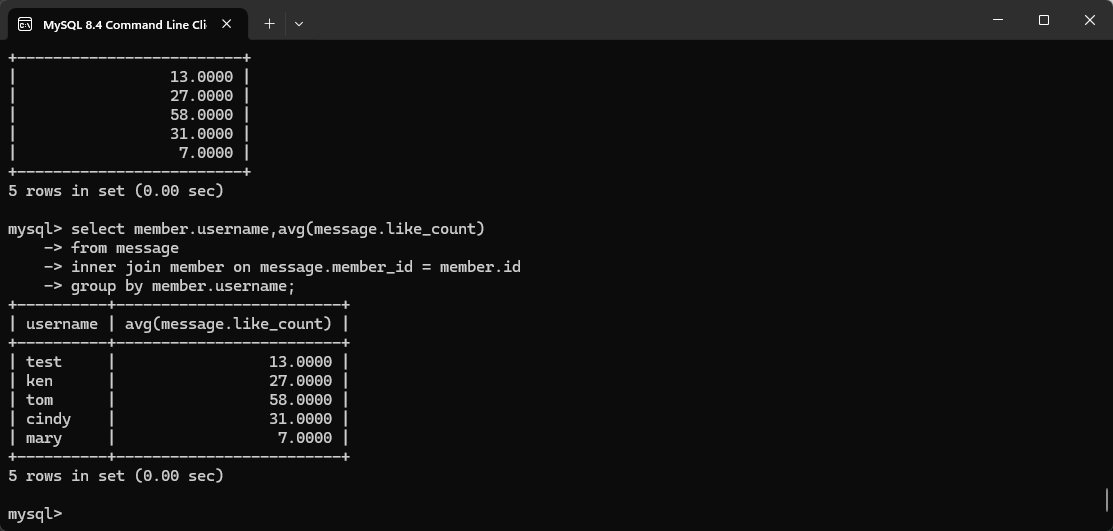 MySQL 8.4 Command Line Cli
+-------------------------+
|                 13.0000 |
|                 27.0000 |
|                 58.0000 |
|                 31.0000 |
|                  7.0000 |
+-------------------------+
5 rows in set (0.00 sec)
mysql> select member.username,avg(message.like_count)
    -> from message
    -> inner join member on message.member_id = member.id
    -> group by member.username;
+----------+-------------------------+
| username | avg(message.like_count) |
+----------+-------------------------+
| test     |                 13.0000 |
| ken      |                 27.0000 |
| tom      |                 58.0000 |
| cindy    |                 31.0000 |
| mary     |                  7.0000 |
+----------+-------------------------+
5 rows in set (0.00 sec)
mysql>